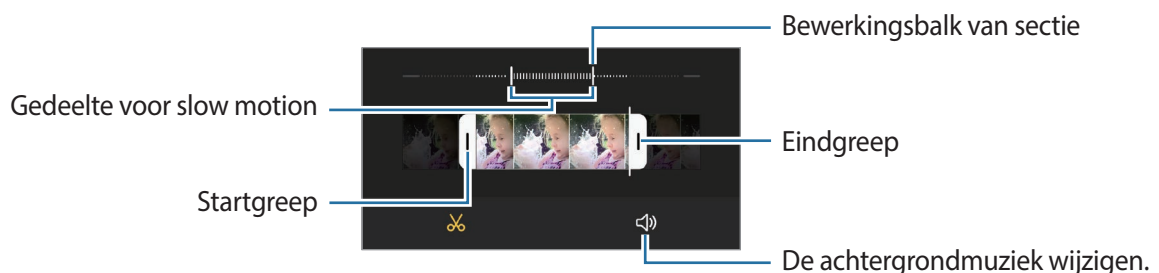 Bewerkingsbalk van sectie
Gedeelte voor slow motion
Eindgreep
Startgreep
De achtergrondmuziek wijzigen.